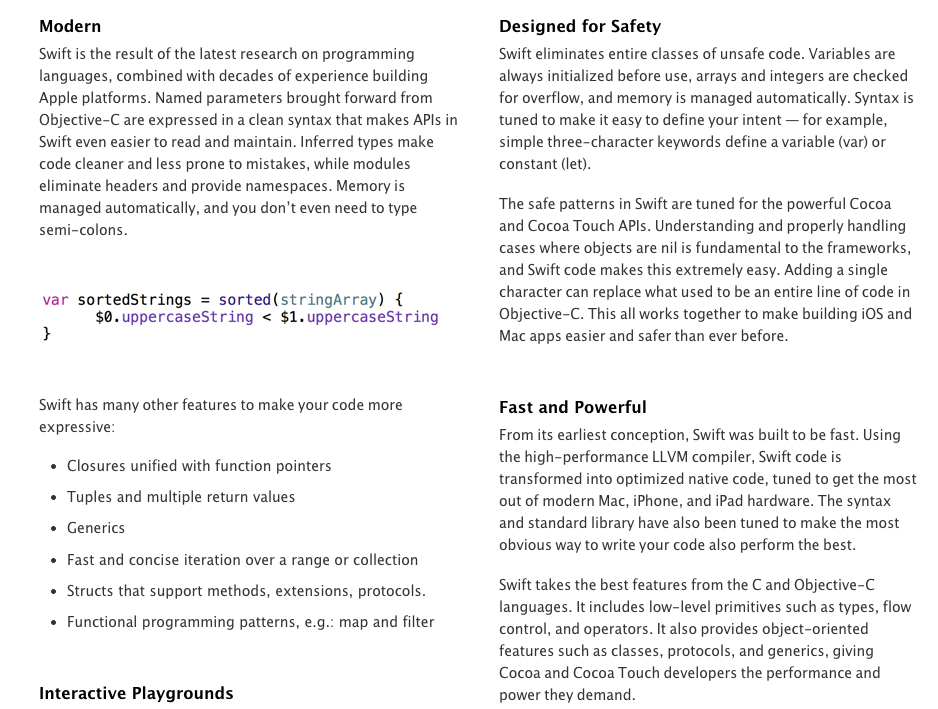 Modern
Swift is the result of the latest research on programming
languages, combined with decades of experience building
Apple platforms. Named parameters brought forward from
Objective-C are expressed in a clean syntax that makes APIs in
Swift even easier to read and maintain. Inferred types make
code cleaner and less prone to mistakes, while modules
eliminate headers and provide namespaces. Memory is
managed automatically, and you don’t even need to type
semi-colons.
var sortedStrings = sorted(stringArray) {
$0.uppercaseString < $1.uppercaseString
}
Swift has many other features to make your code more
expressive:
• Closures unified with function pointers
• Tuples and multiple return values
• Generics
• Fast and concise iteration over a range or collection
• Structs that support methods, extensions, protocols.
• Functional programming patterns, e.g.: map and filter
Interactive Playgrounds
Designed for Safety
Swift eliminates entire classes of unsafe code. Variables are
always initialized before use, arrays and integers are checked
for overflow, and memory is managed automatically. Syntax is
tuned to make it easy to define your intent — for example,
simple three-character keywords define a variable (var) or
constant (let).
The safe patterns in Swift are tuned for the powerful Cocoa
and Cocoa Touch APIs. Understanding and properly handling
cases where objects are nil is fundamental to the frameworks,
and Swift code makes this extremely easy. Adding a single
character can replace what used to be an entire line of code in
Objective-C. This all works together to make building iOS and
Mac apps easier and safer than ever before.
Fast and Powerful
From its earliest conception, Swift was built to be fast. Using
the high-performance LLVM compiler, Swift code is
transformed into optimized native code, tuned to get the most
out of modern Mac, iPhone, and iPad hardware. The syntax
and standard library have also been tuned to make the most
obvious way to write your code also perform the best.
Swift takes the best features from the C and Objective-C
languages. It includes low-level primitives such as types, flow
control, and operators. It also provides object-oriented
features such as classes, protocols, and generics, giving
Cocoa and Cocoa Touch developers the performance and
power they demand.